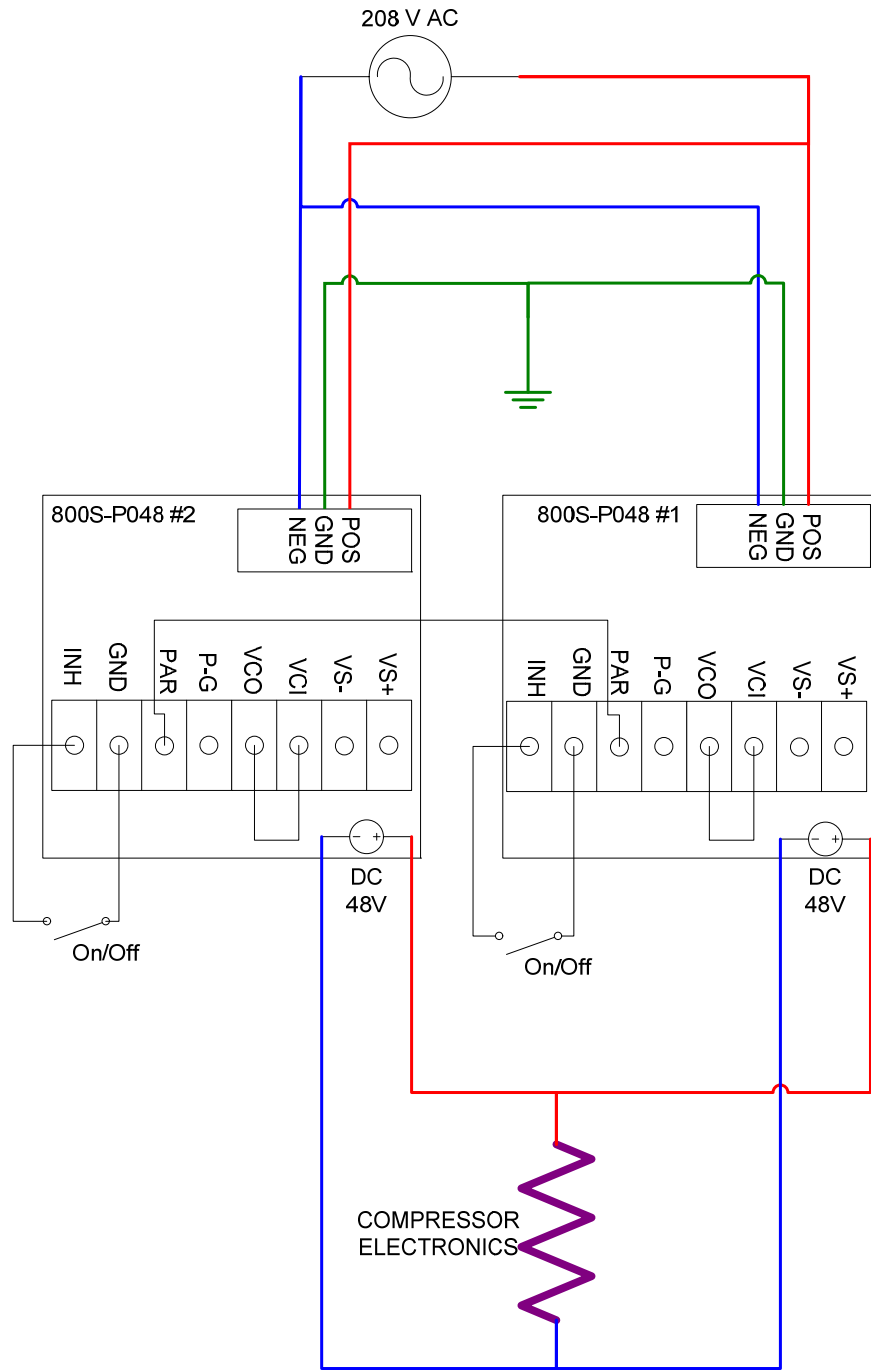 208 V AC
800S-P048 #2
NEG
GND
POS
800S-P048 #1
NEG
GND
POS
INH
GND
PAR
P-G
VCO
VCI
VS-
VS+
INH
GND
PAR
P-G
VCO
VCI
VS-
VS+
- +
DC
48V
- +
DC
48V
On/Off
On/Off
COMPRESSOR
ELECTRONICS